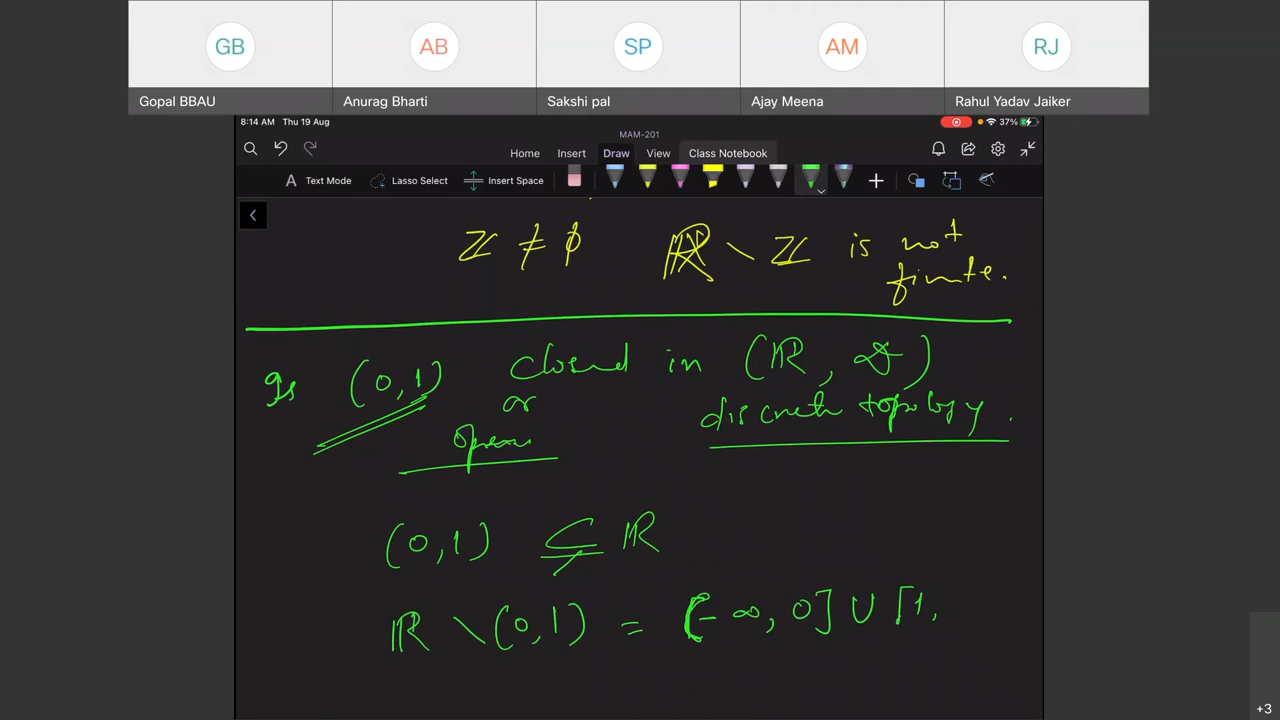 GB AB SP AM RJ
Gopal BBAU Anurag Bharti Sakshi pal Ajay Meena Rahul Yadav Jaiker
8:14 AM Thu 19 Aug 37%
MAM-201
Home Insert Draw View Class Notebook
A Text Mode Lasso Select Insert Space
ℤ ≠ ϕ ℝ \ ℤ is not
finite.
Is (0,1) closed in (ℝ, 𝒟)
or discrete topology.
open
(0,1) ⊊ ℝ
ℝ \ (0,1) = (-∞, 0] ∪ [1,
+3